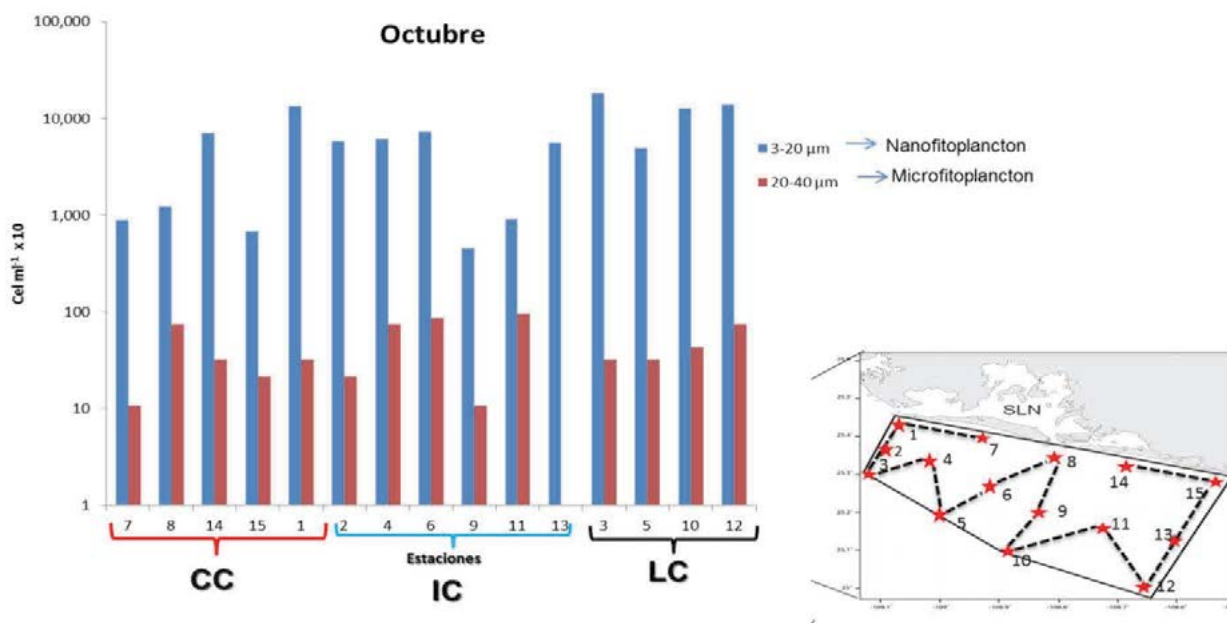 Octubre
100,000
10,000
1,000
100
10
1
Cel ml⁻¹ x 10
3-20 µm Nanofitoplancton
20-40 µm Microfitoplancton
7 8 14 15 1 2 4 6 9 11 13 3 5 10 12
Estaciones
CC IC LC
SLN
1
2
3
4
5
6
7
8
9
10
11
12
13
14
15